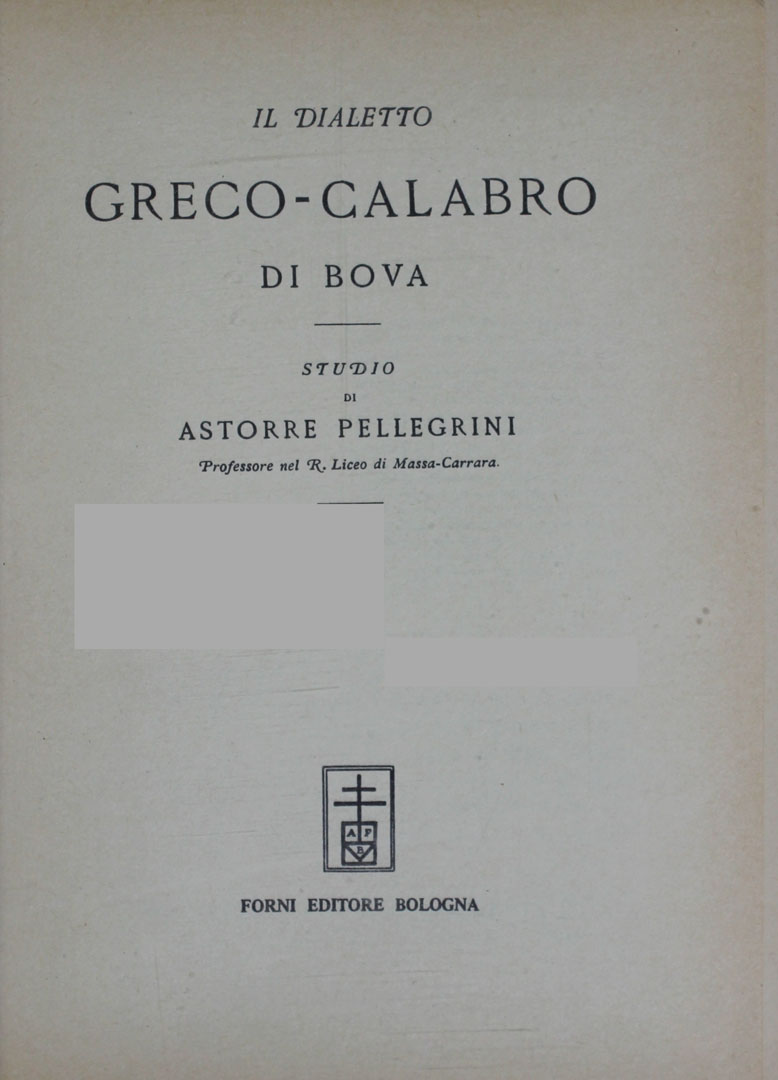 IL DIALETTO
GRECO-CALABRO
DI BOVA
STUDIO
DI
ASTORRE PELLEGRINI
Professore nel R. Liceo di Massa-Carrara.
A F
B
FORNI EDITORE BOLOGNA